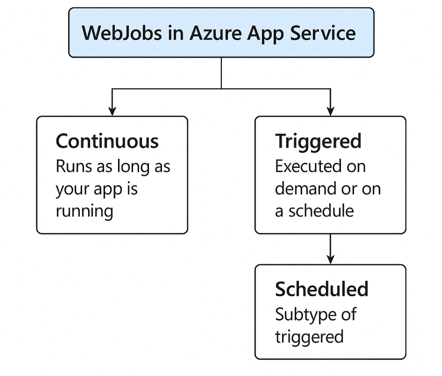 WebJobs in Azure App Service
Continuous
Runs as long as
your app is
running
Triggered
Executed on
demand or on
a schedule
Scheduled
Subtype of
triggered